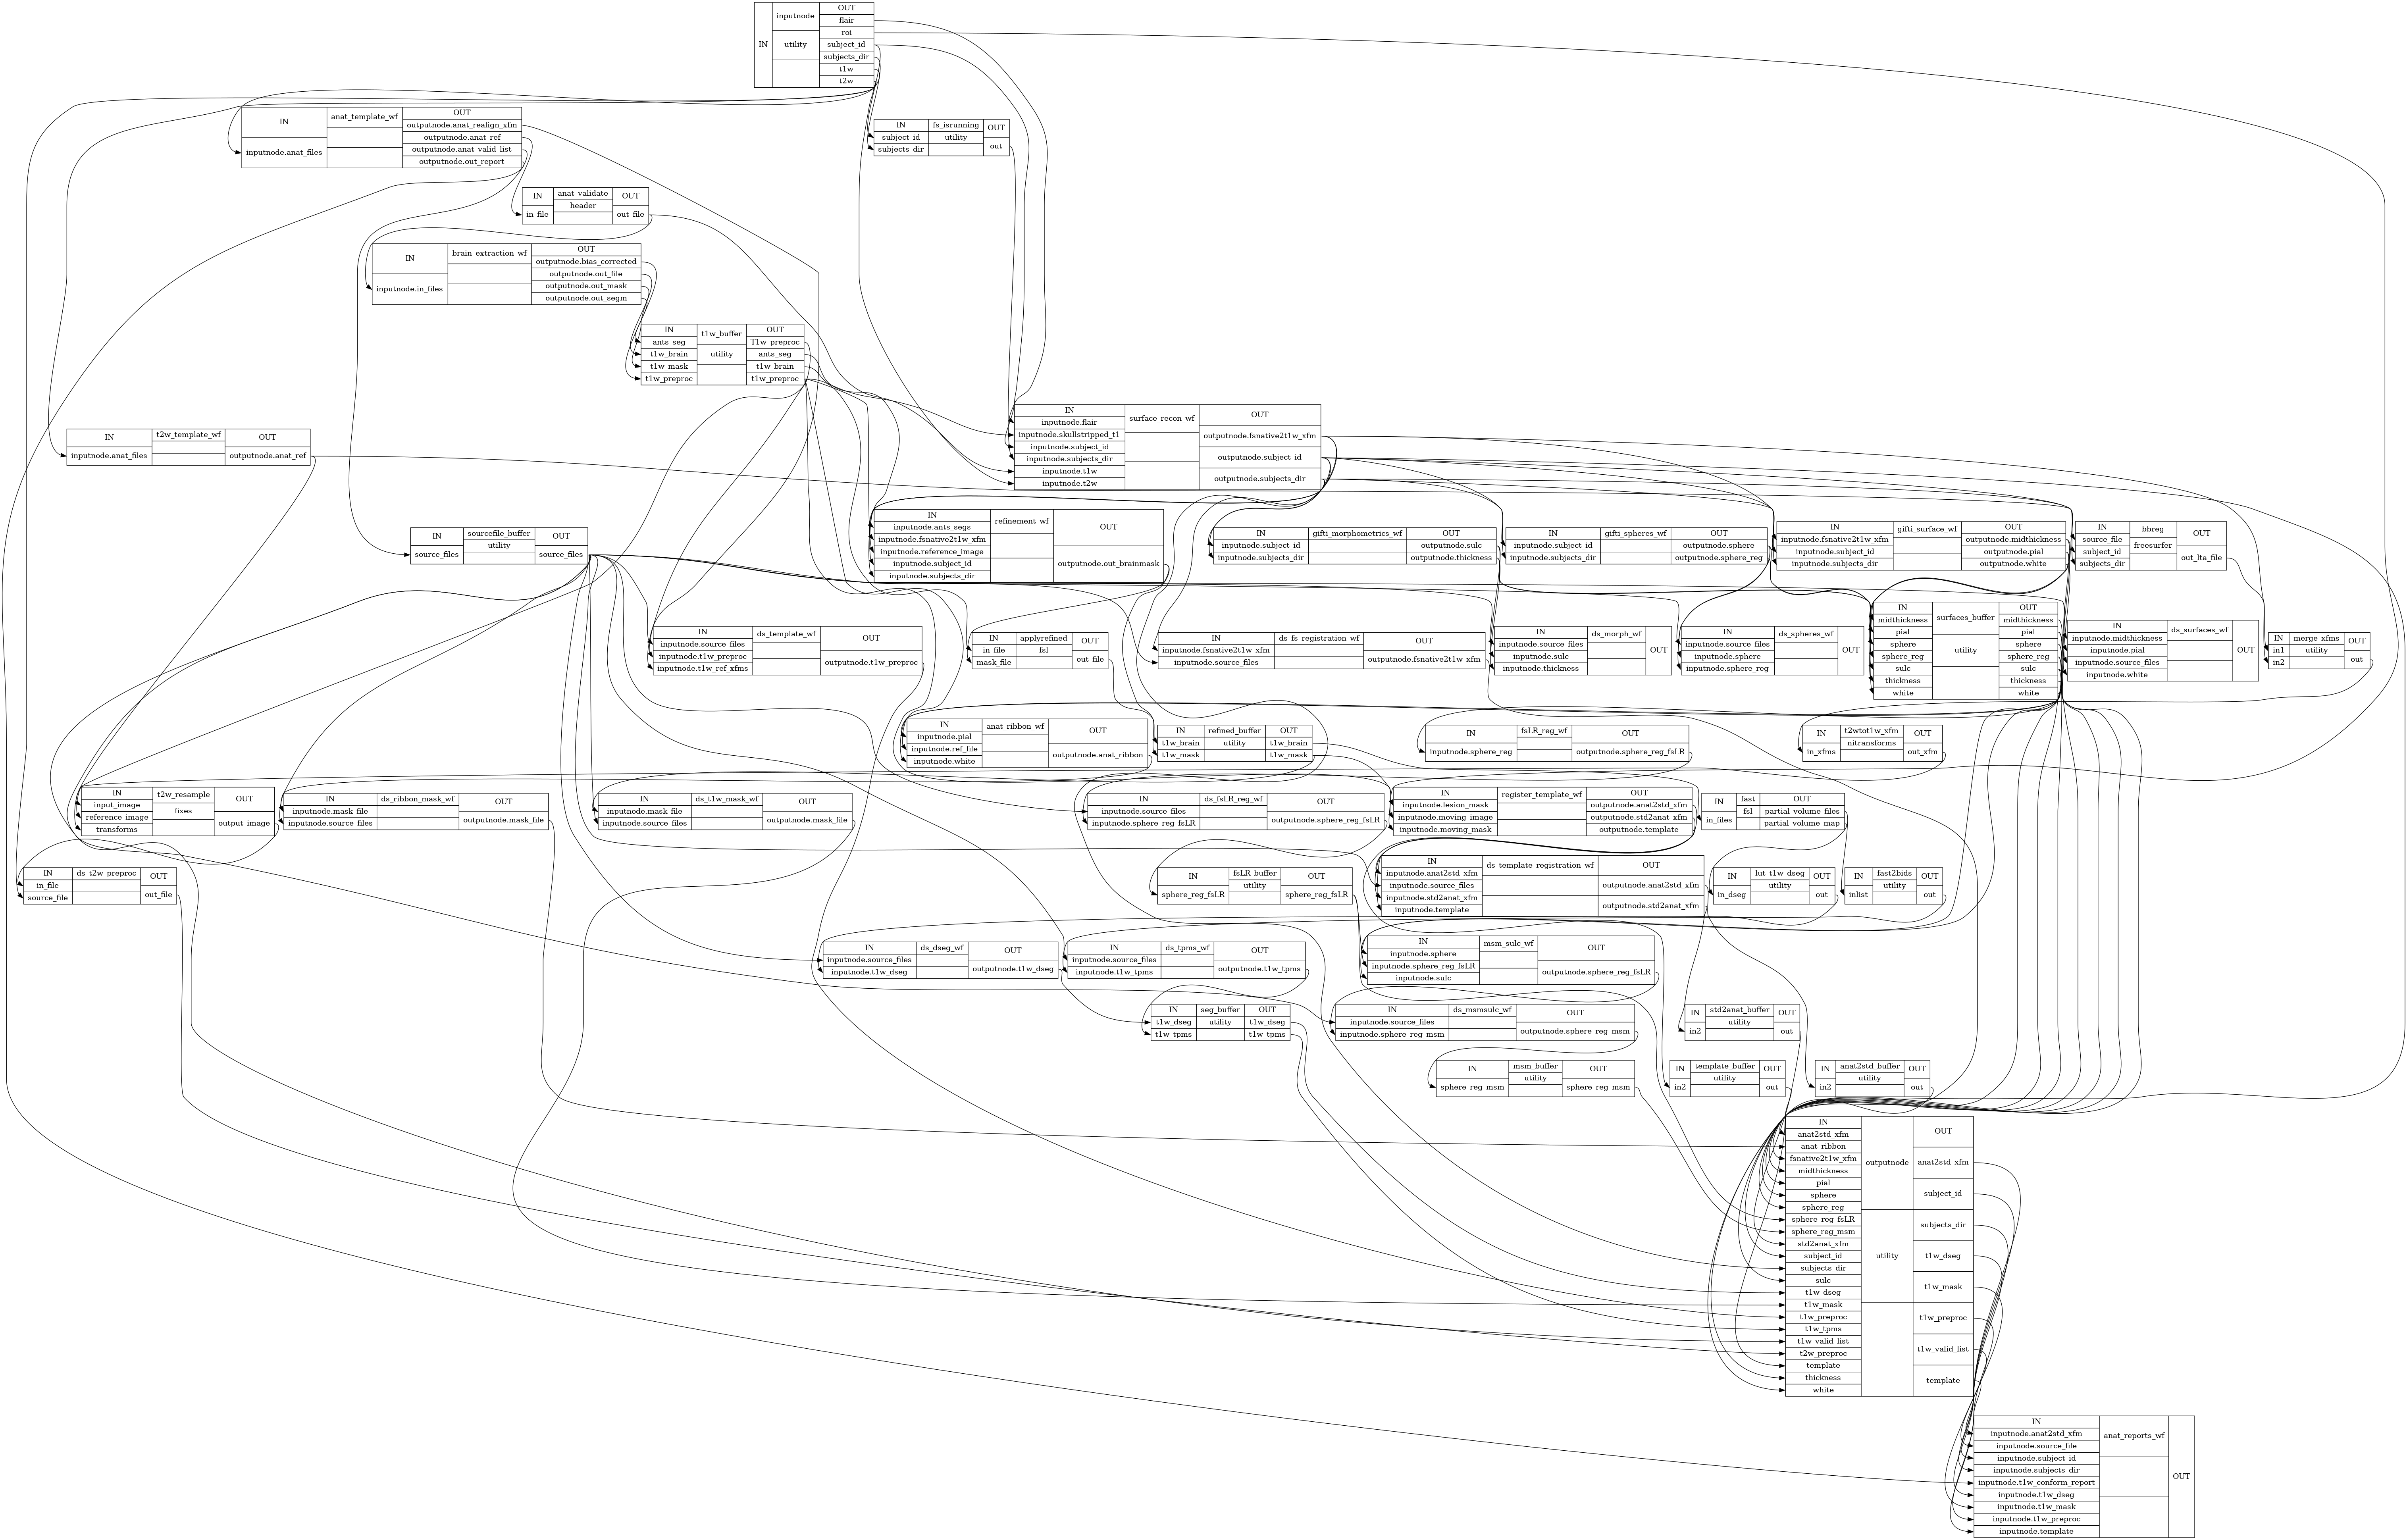 IN
inputnode
utility
OUT
flair
roi
subject_id
subjects_dir
t1w
t2w
IN
inputnode.anat_files
anat_template_wf
OUT
outputnode.anat_realign_xfm
outputnode.anat_ref
outputnode.anat_valid_list
outputnode.out_report
IN
subject_id
subjects_dir
fs_isrunning
utility
OUT
out
IN
in_file
anat_validate
header
OUT
out_file
IN
inputnode.in_files
brain_extraction_wf
OUT
outputnode.bias_corrected
outputnode.out_file
outputnode.out_mask
outputnode.out_segm
IN
ants_seg
t1w_brain
t1w_mask
t1w_preproc
t1w_buffer
utility
OUT
T1w_preproc
ants_seg
t1w_brain
t1w_preproc
IN
inputnode.flair
inputnode.skullstripped_t1
inputnode.subject_id
inputnode.subjects_dir
inputnode.t1w
inputnode.t2w
surface_recon_wf
OUT
outputnode.fsnative2t1w_xfm
outputnode.subject_id
outputnode.subjects_dir
IN
inputnode.anat_files
t2w_template_wf
OUT
outputnode.anat_ref
IN
source_files
sourcefile_buffer
utility
OUT
source_files
IN
inputnode.ants_segs
inputnode.fsnative2t1w_xfm
inputnode.reference_image
inputnode.subject_id
inputnode.subjects_dir
refinement_wf
OUT
outputnode.out_brainmask
IN
inputnode.subject_id
inputnode.subjects_dir
gifti_morphometrics_wf
OUT
outputnode.sulc
outputnode.thickness
IN
inputnode.subject_id
inputnode.subjects_dir
gifti_spheres_wf
OUT
outputnode.sphere
outputnode.sphere_reg
IN
inputnode.fsnative2t1w_xfm
inputnode.subject_id
inputnode.subjects_dir
gifti_surface_wf
OUT
outputnode.midthickness
outputnode.pial
outputnode.white
IN
source_file
subject_id
subjects_dir
bbreg
freesurfer
OUT
out_lta_file
IN
inputnode.source_files
inputnode.t1w_preproc
inputnode.t1w_ref_xfms
ds_template_wf
OUT
outputnode.t1w_preproc
IN
in_file
mask_file
applyrefined
fsl
OUT
out_file
IN
inputnode.fsnative2t1w_xfm
inputnode.source_files
ds_fs_registration_wf
OUT
outputnode.fsnative2t1w_xfm
IN
inputnode.source_files
inputnode.sulc
inputnode.thickness
ds_morph_wf
OUT
IN
inputnode.source_files
inputnode.sphere
inputnode.sphere_reg
ds_spheres_wf
OUT
IN
midthickness
pial
sphere
sphere_reg
sulc
thickness
white
surfaces_buffer
utility
OUT
midthickness
pial
sphere
sphere_reg
sulc
thickness
white
IN
inputnode.midthickness
inputnode.pial
inputnode.source_files
inputnode.white
ds_surfaces_wf
OUT
IN
in1
in2
merge_xfms
utility
OUT
out
IN
inputnode.pial
inputnode.ref_file
inputnode.white
anat_ribbon_wf
OUT
outputnode.anat_ribbon
IN
t1w_brain
t1w_mask
refined_buffer
utility
OUT
t1w_brain
t1w_mask
IN
inputnode.sphere_reg
fsLR_reg_wf
OUT
outputnode.sphere_reg_fsLR
IN
in_xfms
t2wtot1w_xfm
nitransforms
OUT
out_xfm
IN
input_image
reference_image
transforms
t2w_resample
fixes
OUT
output_image
IN
inputnode.mask_file
inputnode.source_files
ds_ribbon_mask_wf
OUT
outputnode.mask_file
IN
inputnode.mask_file
inputnode.source_files
ds_t1w_mask_wf
OUT
outputnode.mask_file
IN
inputnode.source_files
inputnode.sphere_reg_fsLR
ds_fsLR_reg_wf
OUT
outputnode.sphere_reg_fsLR
IN
inputnode.lesion_mask
inputnode.moving_image
inputnode.moving_mask
register_template_wf
OUT
outputnode.anat2std_xfm
outputnode.std2anat_xfm
outputnode.template
IN
in_files
fast
fsl
OUT
partial_volume_files
partial_volume_map
IN
in_file
source_file
ds_t2w_preproc
OUT
out_file
IN
sphere_reg_fsLR
fsLR_buffer
utility
OUT
sphere_reg_fsLR
IN
inputnode.anat2std_xfm
inputnode.source_files
inputnode.std2anat_xfm
inputnode.template
ds_template_registration_wf
OUT
outputnode.anat2std_xfm
outputnode.std2anat_xfm
IN
in_dseg
lut_t1w_dseg
utility
OUT
out
IN
inlist
fast2bids
utility
OUT
out
IN
inputnode.source_files
inputnode.t1w_dseg
ds_dseg_wf
OUT
outputnode.t1w_dseg
IN
inputnode.source_files
inputnode.t1w_tpms
ds_tpms_wf
OUT
outputnode.t1w_tpms
IN
inputnode.sphere
inputnode.sphere_reg_fsLR
inputnode.sulc
msm_sulc_wf
OUT
outputnode.sphere_reg_fsLR
IN
t1w_dseg
t1w_tpms
seg_buffer
utility
OUT
t1w_dseg
t1w_tpms
IN
inputnode.source_files
inputnode.sphere_reg_msm
ds_msmsulc_wf
OUT
outputnode.sphere_reg_msm
IN
in2
std2anat_buffer
utility
OUT
out
IN
sphere_reg_msm
msm_buffer
utility
OUT
sphere_reg_msm
IN
in2
template_buffer
utility
OUT
out
IN
in2
anat2std_buffer
utility
OUT
out
IN
anat2std_xfm
anat_ribbon
fsnative2t1w_xfm
midthickness
pial
sphere
sphere_reg
sphere_reg_fsLR
sphere_reg_msm
std2anat_xfm
subject_id
subjects_dir
sulc
t1w_dseg
t1w_mask
t1w_preproc
t1w_tpms
t1w_valid_list
t2w_preproc
template
thickness
white
outputnode
utility
OUT
anat2std_xfm
subject_id
subjects_dir
t1w_dseg
t1w_mask
t1w_preproc
t1w_valid_list
template
IN
inputnode.anat2std_xfm
inputnode.source_file
inputnode.subject_id
inputnode.subjects_dir
inputnode.t1w_conform_report
inputnode.t1w_dseg
inputnode.t1w_mask
inputnode.t1w_preproc
inputnode.template
anat_reports_wf
OUT